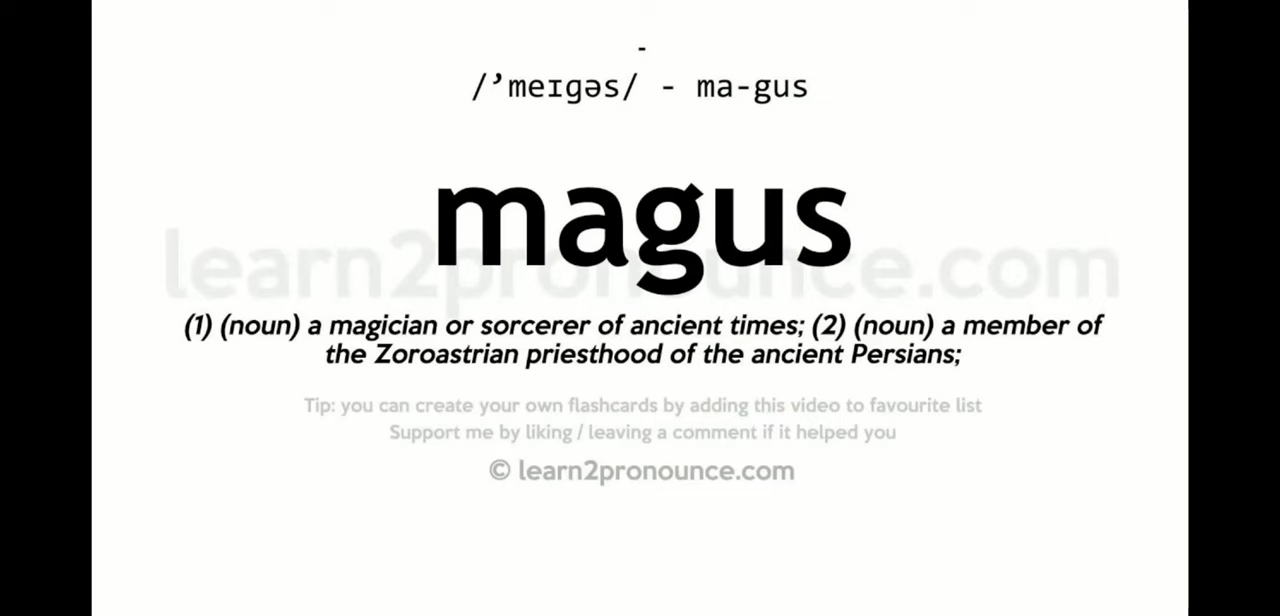 -
/’meɪɡəs/ - ma-gus
magus
learn2pronounce.com
(1) (noun) a magician or sorcerer of ancient times; (2) (noun) a member of
the Zoroastrian priesthood of the ancient Persians;
Tip: you can create your own flashcards by adding this video to favourite list
Support me by liking / leaving a comment if it helped you
© learn2pronounce.com